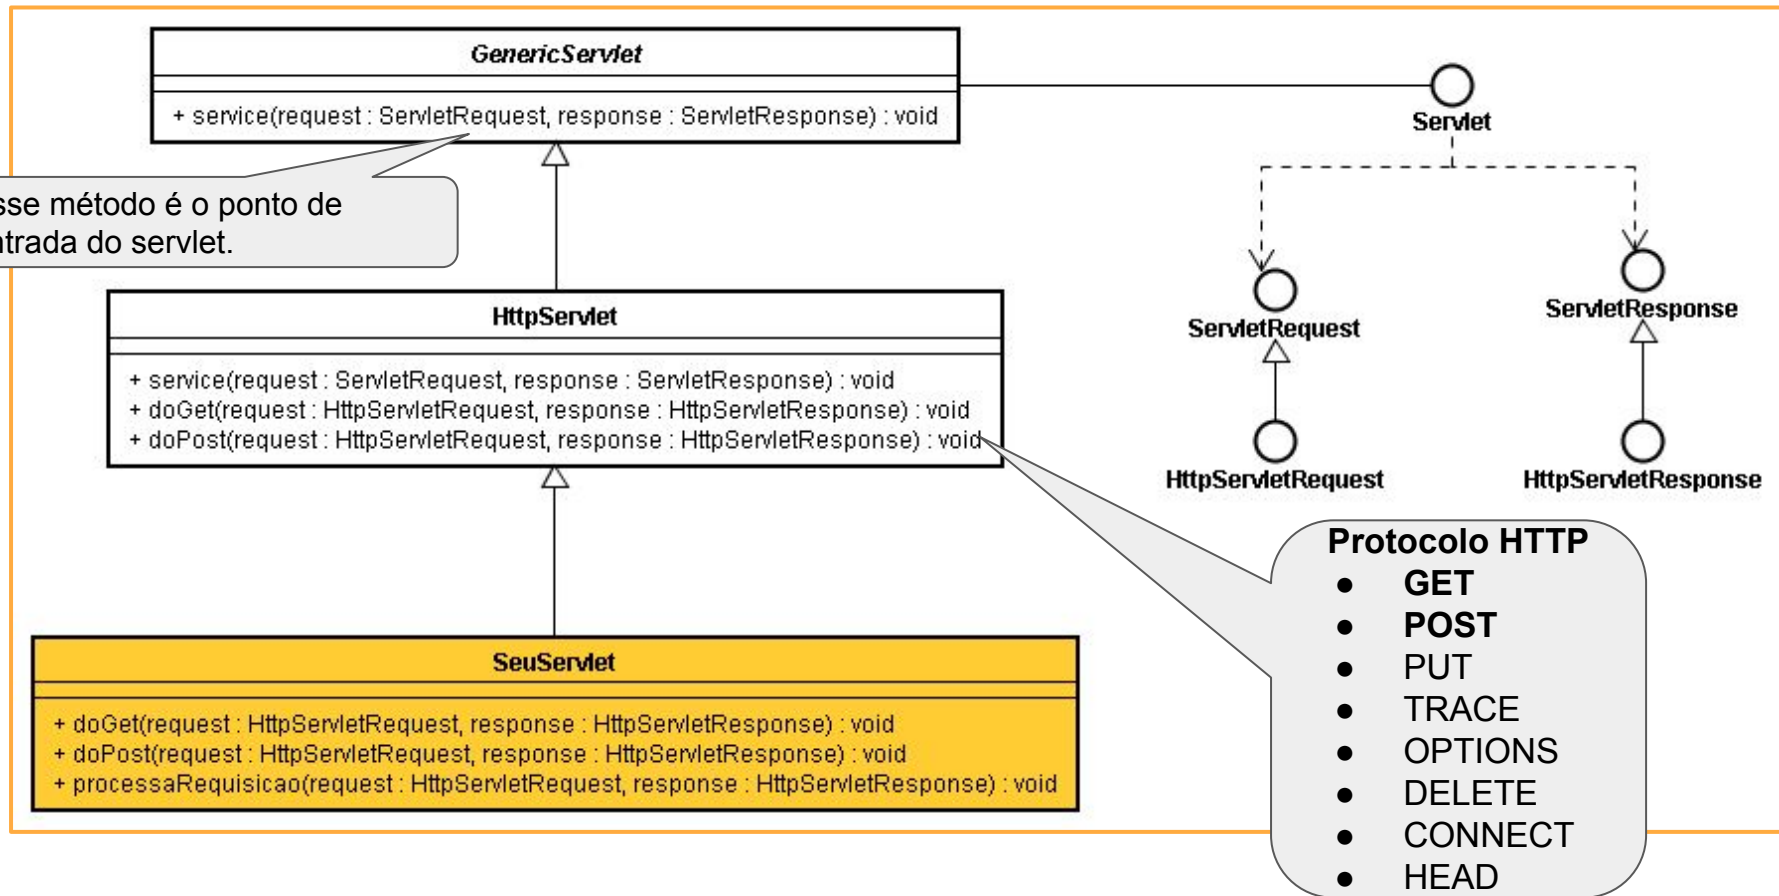 GenericServlet
+ service(request : ServletRequest, response : ServletResponse) : void
Servlet
sse método é o ponto de
ntrada do servlet.
ServletRequest
ServletResponse
HttpServlet
+ service(request : ServletRequest, response : ServletResponse) : void
+ doGet(request : HttpServletRequest, response : HttpServletResponse) : void
+ doPost(request : HttpServletRequest, response : HttpServletResponse) : void
HttpServletRequest
HttpServletResponse
Protocolo HTTP
● GET
● POST
● PUT
● TRACE
● OPTIONS
● DELETE
● CONNECT
● HEAD
SeuServlet
+ doGet(request : HttpServletRequest, response : HttpServletResponse) : void
+ doPost(request : HttpServletRequest, response : HttpServletResponse) : void
+ processaRequisicao(request : HttpServletRequest, response : HttpServletResponse) : void